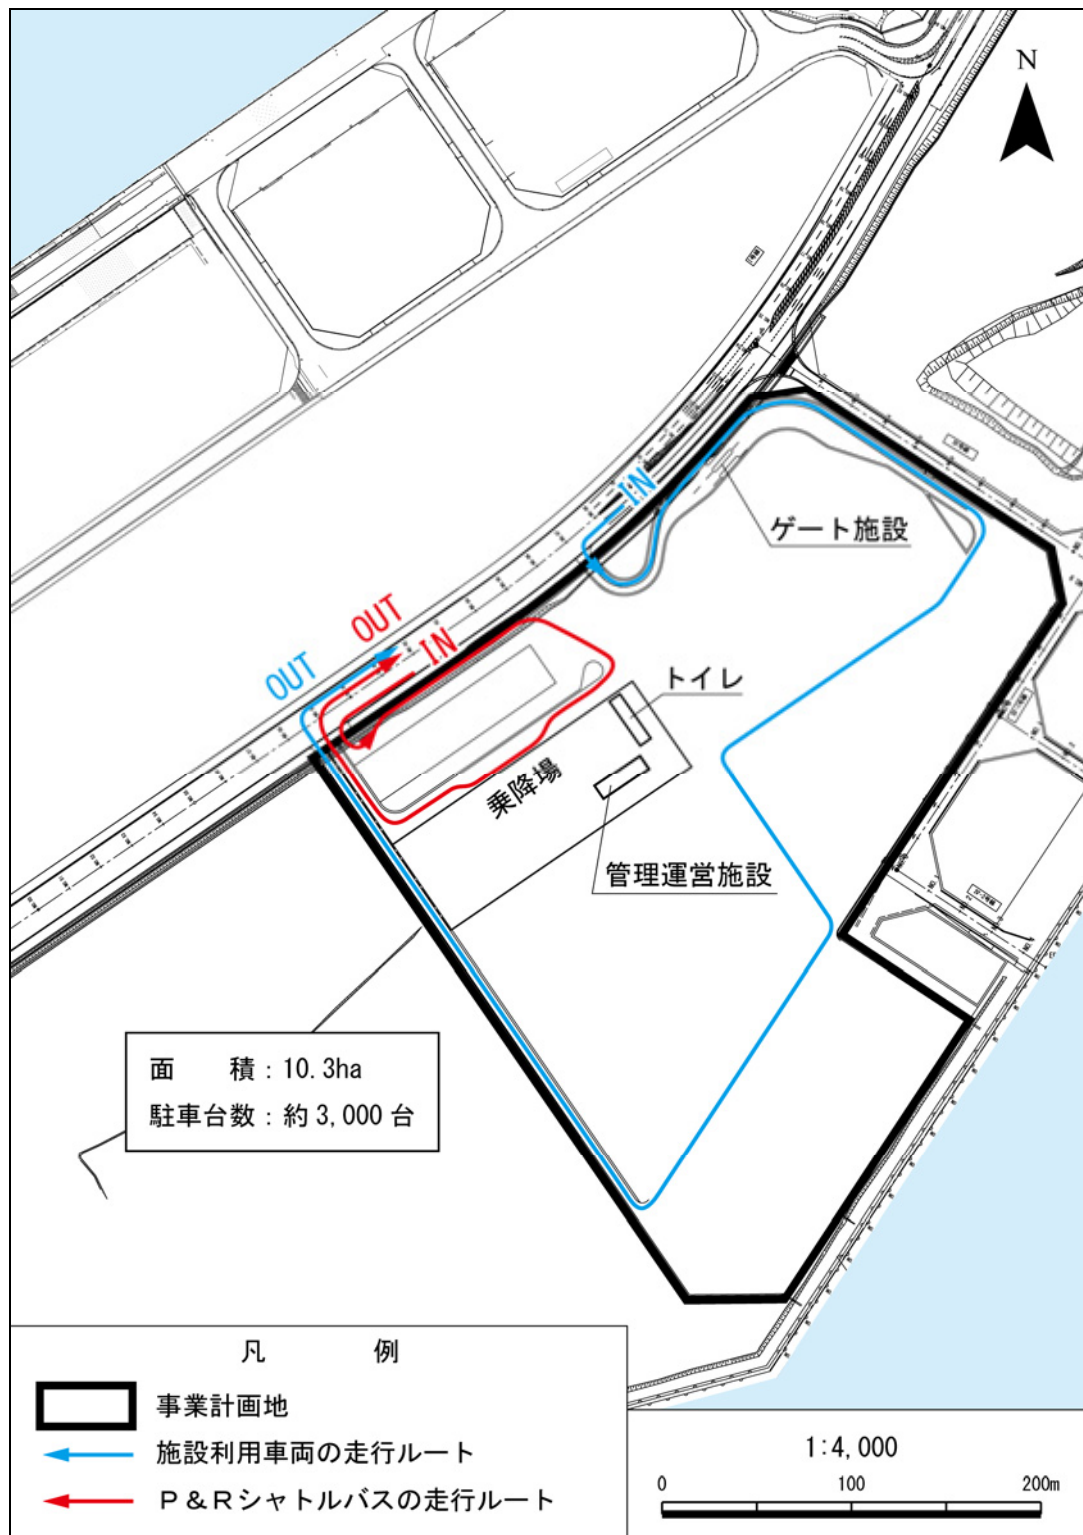 N
IN
ゲート施設
OUT
OUT
IN
トイレ
乗降場
管理運営施設
面　　積：10.3ha
駐車台数：約 3,000 台
凡　　例
事業計画地
施設利用車両の走行ルート
P＆Rシャトルバスの走行ルート
1:4,000
0 100 200m